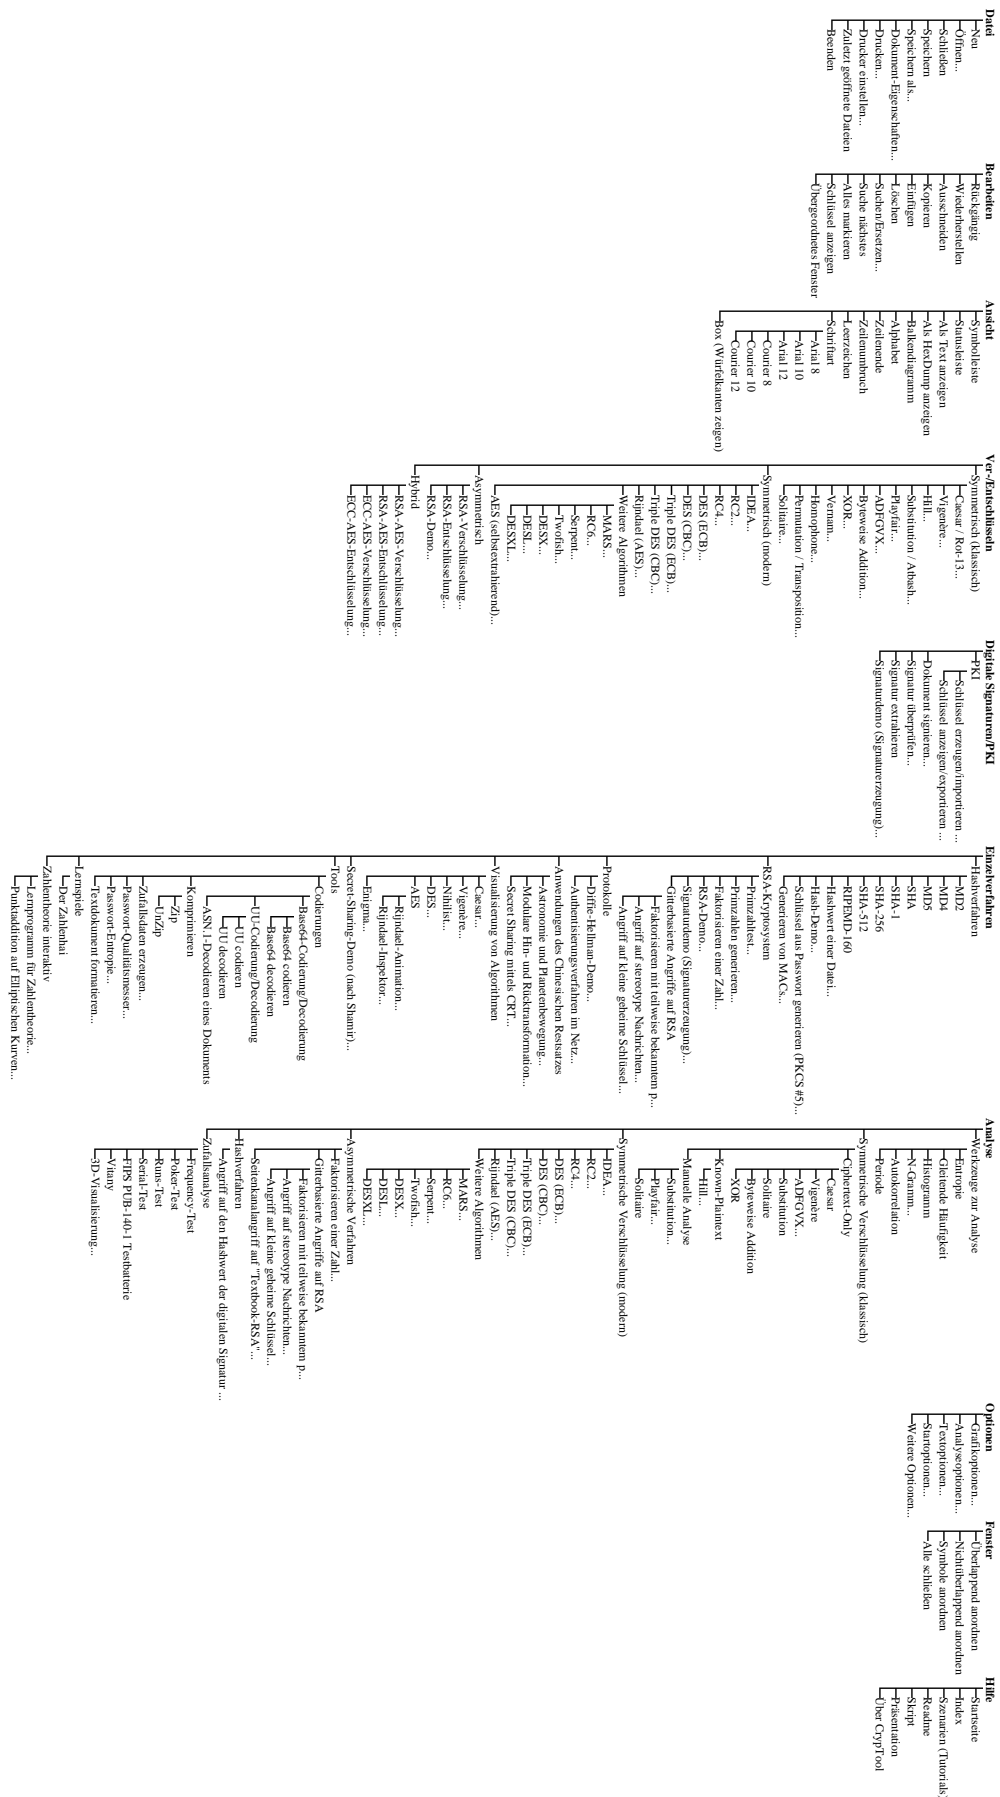 Datei
Neu
Öffnen...
Schließen
Speichern
Speichern als...
Dokument-Eigenschaften...
Drucken...
Drucker einstellen...
Zuletzt geöffnete Dateien
Beenden
Bearbeiten
Rückgängig
Wiederherstellen
Ausschneiden
Kopieren
Einfügen
Löschen
Suchen/Ersetzen...
Suche nächstes
Alles markieren
Schlüssel anzeigen
Übergeordnetes Fenster
Ansicht
Symbolleiste
Statusleiste
Als Text anzeigen
Als HexDump anzeigen
Balkendiagramm
Alphabet
Zeilenende
Zeilenumbruch
Leerzeichen
Schriftart
Arial 8
Arial 10
Arial 12
Courier 8
Courier 10
Courier 12
Box (Würfelkanten zeigen)
Ver-/Entschlüsseln
Symmetrisch (klassisch)
Caesar / Rot-13...
Vigenère...
Hill...
Substitution / Atbash...
Playfair...
ADFGVX...
Byteweise Addition...
XOR...
Vernam...
Homophone...
Permutation / Transposition...
Solitaire...
Symmetrisch (modern)
IDEA...
RC2...
RC4...
DES (ECB)...
DES (CBC)...
Triple DES (ECB)...
Triple DES (CBC)...
Rijndael (AES)...
Weitere Algorithmen
MARS...
RC6...
Serpent...
Twofish...
DESX...
DESL...
DESXL...
AES (selbstextrahierend)...
Asymmetrisch
RSA-Verschlüsselung...
RSA-Entschlüsselung...
RSA-Demo...
Hybrid
RSA-AES-Verschlüsselung...
RSA-AES-Entschlüsselung...
ECC-AES-Verschlüsselung...
ECC-AES-Entschlüsselung...
Digitale Signaturen/PKI
PKI
Schlüssel erzeugen/importieren ...
Schlüssel anzeigen/exportieren ...
Dokument signieren...
Signatur überprüfen...
Signatur extrahieren
Signaturdemo (Signaturerzeugung)...
Einzelverfahren
Hashverfahren
MD2
MD4
MD5
SHA
SHA-1
SHA-256
SHA-512
RIPEMD-160
Hashwert einer Datei...
Hash-Demo...
Schlüssel aus Passwort generieren (PKCS #5)...
Generieren von MACs...
RSA-Kryptosystem
Primzahltest...
Primzahlen generieren...
Faktorisieren einer Zahl...
RSA-Demo...
Signaturdemo (Signaturerzeugung)...
Gitterbasierte Angriffe auf RSA
Faktorisieren mit teilweise bekanntem p...
Angriff auf stereotype Nachrichten...
Angriff auf kleine geheime Schlüssel...
Protokolle
Diffie-Hellman-Demo...
Authentisierungsverfahren im Netz...
Anwendungen des Chinesischen Restsatzes
Astronomie und Planetenbewegung...
Modulare Hin- und Rücktransformation...
Secret Sharing mittels CRT...
Visualisierung von Algorithmen
Caesar...
Vigenère...
Nihilist...
DES...
AES
Rijndael-Animation...
Rijndael-Inspektor...
Enigma...
Secret-Sharing-Demo (nach Shamir)...
Tools
Codierungen
Base64-Codierung/Decodierung
Base64 codieren
Base64 decodieren
UU-Codierung/Decodierung
UU codieren
UU decodieren
ASN.1-Decodieren eines Dokuments
Komprimieren
Zip
UnZip
Zufallsdaten erzeugen...
Passwort-Qualitätsmesser...
Passwort-Entropie...
Textdokument formatieren...
Lernspiele
Der Zahlenhai
Zahlentheorie interaktiv
Lernprogramm für Zahlentheorie...
Punktaddition auf Elliptischen Kurven...
Analyse
Werkzeuge zur Analyse
Entropie
Gleitende Häufigkeit
Histogramm
N-Gramm...
Autokorrelation
Periode
Symmetrische Verschlüsselung (klassisch)
Ciphertext-Only
Caesar
Vigenère
ADFGVX...
Substitution
Solitaire
Byteweise Addition
XOR
Known-Plaintext
Hill...
Manuelle Analyse
Substitution...
Playfair...
Solitaire
Symmetrische Verschlüsselung (modern)
IDEA...
RC2...
RC4...
DES (ECB)...
DES (CBC)...
Triple DES (ECB)...
Triple DES (CBC)...
Rijndael (AES)...
Weitere Algorithmen
MARS...
RC6...
Serpent...
Twofish...
DESX...
DESL...
DESXL...
Asymmetrische Verfahren
Faktorisieren einer Zahl...
Gitterbasierte Angriffe auf RSA
Faktorisieren mit teilweise bekanntem p...
Angriff auf stereotype Nachrichten...
Angriff auf kleine geheime Schlüssel...
Seitenkanalangriff auf "Textbook-RSA"...
Hashverfahren
Angriff auf den Hashwert der digitalen Signatur ...
Zufallsanalyse
Frequency-Test
Poker-Test
Runs-Test
Serial-Test
FIPS PUB-140-1 Testbatterie
Vitany
3D-Visualisierung...
Optionen
Grafikoptionen...
Analyseoptionen...
Textoptionen...
Startoptionen...
Weitere Optionen...
Fenster
Überlappend anordnen
Nichtüberlappend anordnen
Symbole anordnen
Alle schließen
Hilfe
Startseite
Index
Szenarien (Tutorials)
Readme
Skript
Präsentation
Über CrypTool